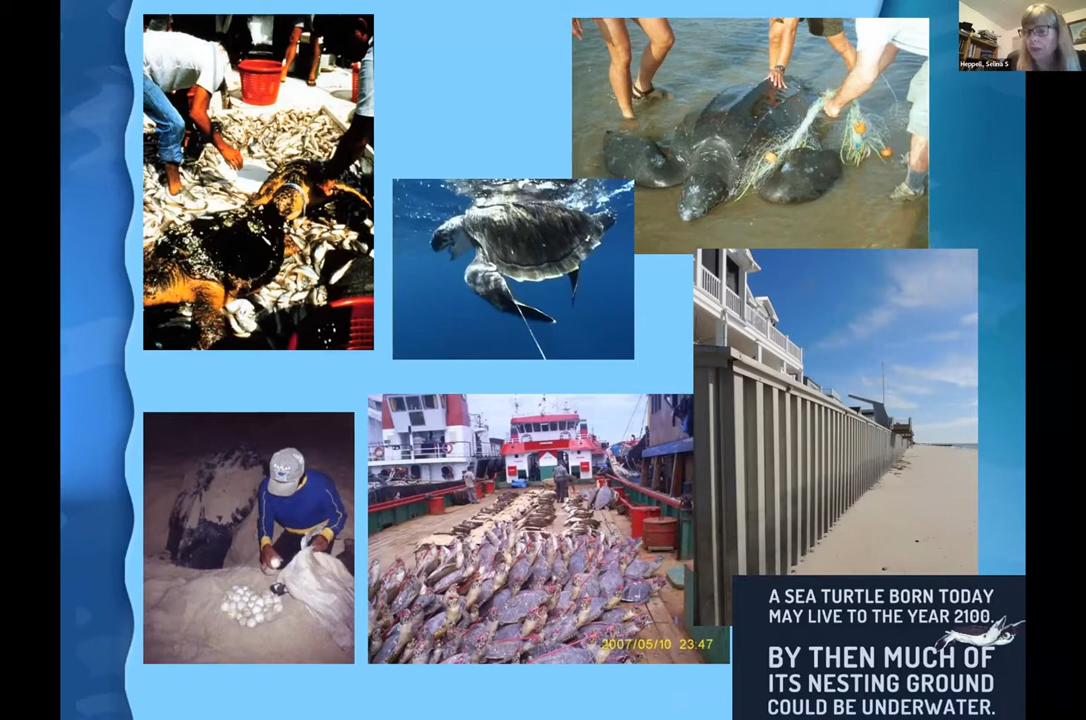 Heppell, Selina S
2007/05/10 23:47
A SEA TURTLE BORN TODAY
MAY LIVE TO THE YEAR 2100.
BY THEN MUCH OF
ITS NESTING GROUND
COULD BE UNDERWATER.